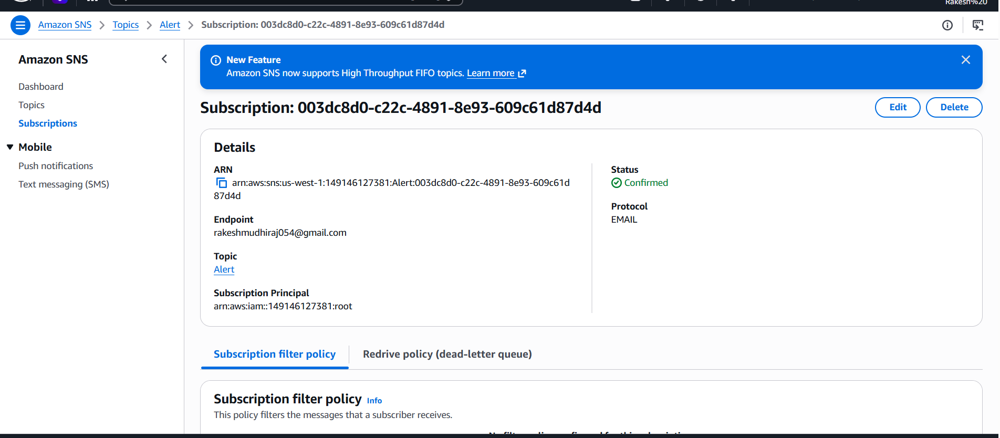 Rakesh%20
Amazon SNS > Topics > Alert > Subscription: 003dc8d0-c22c-4891-8e93-609c61d87d4d
Amazon SNS
Dashboard
Topics
Subscriptions
Mobile
Push notifications
Text messaging (SMS)
New Feature
Amazon SNS now supports High Throughput FIFO topics. Learn more
Subscription: 003dc8d0-c22c-4891-8e93-609c61d87d4d
Edit
Delete
Details
ARN
arn:aws:sns:us-west-1:149146127381:Alert:003dc8d0-c22c-4891-8e93-609c61d
87d4d
Endpoint
rakeshmudhiraj054@gmail.com
Topic
Alert
Subscription Principal
arn:aws:iam::149146127381:root
Status
Confirmed
Protocol
EMAIL
Subscription filter policy
Redrive policy (dead-letter queue)
Subscription filter policy Info
This policy filters the messages that a subscriber receives.